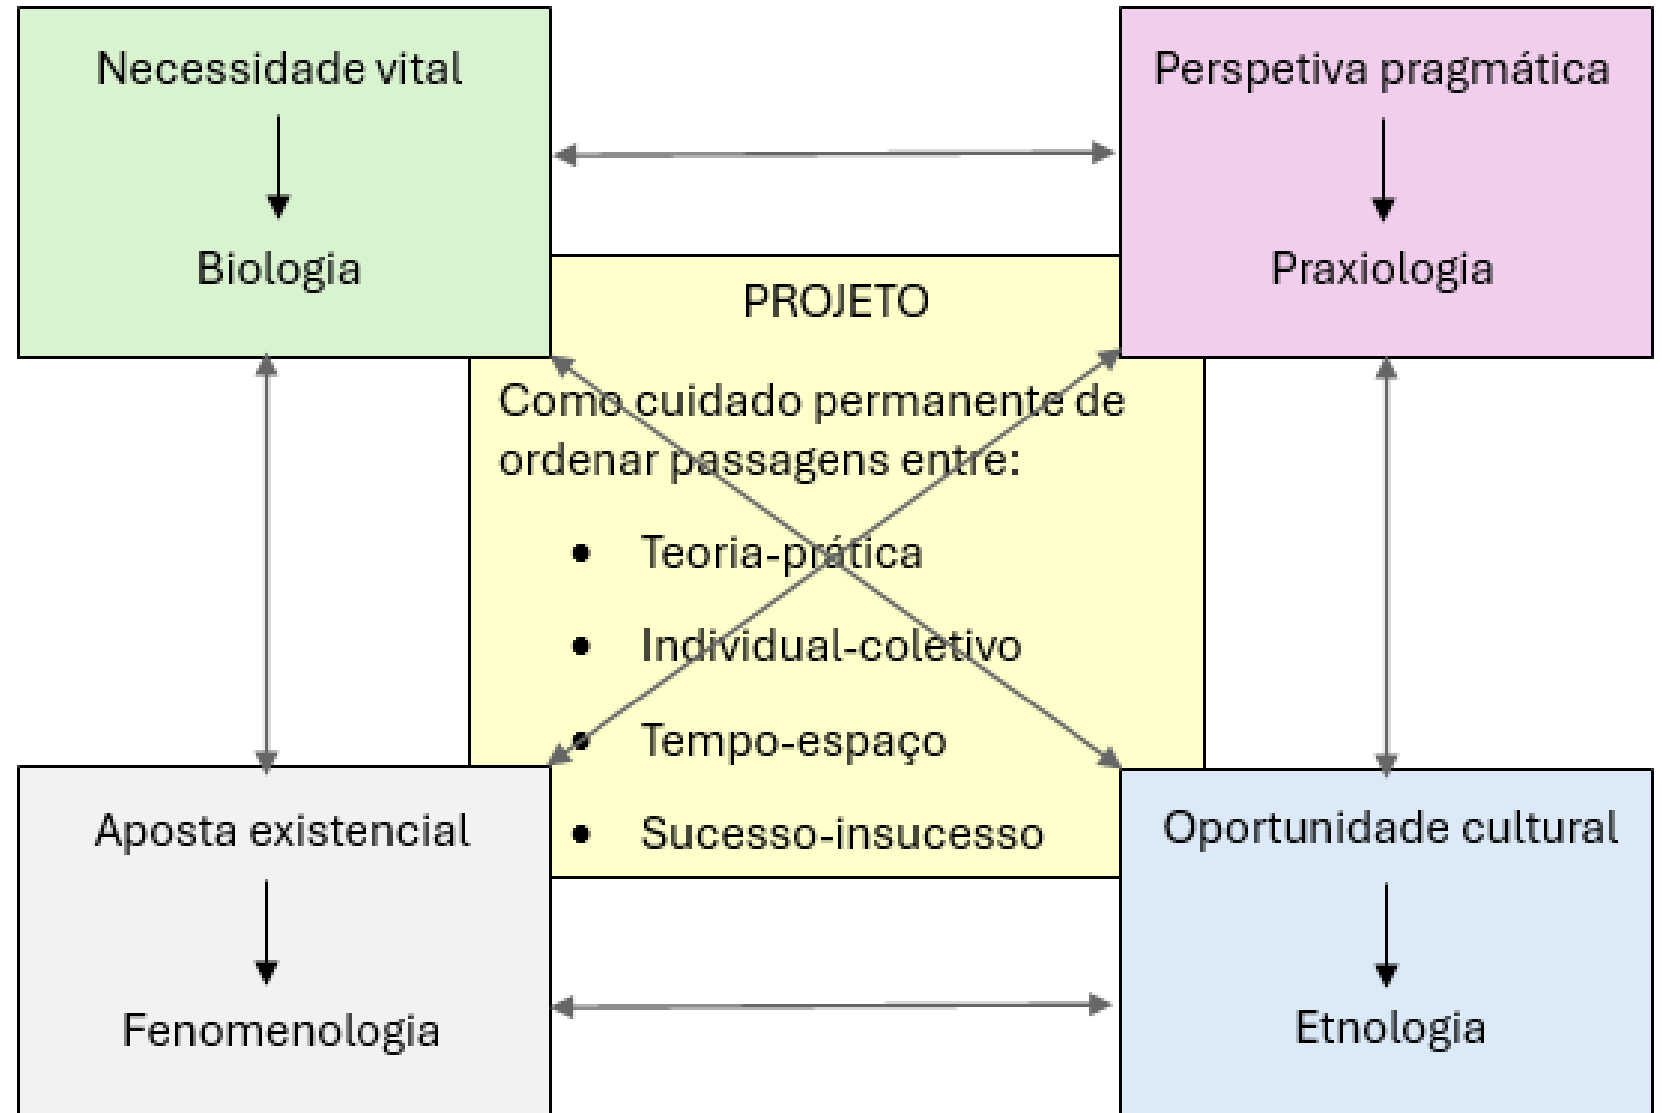 Necessidade vital
Biologia
Perspetiva pragmática
Praxiologia
PROJETO
Como cuidado permanente de
ordenar passagens entre:
• Teoria-prática
• Individual-coletivo
• Tempo-espaço
• Sucesso-insucesso
Aposta existencial
Fenomenologia
Oportunidade cultural
Etnologia